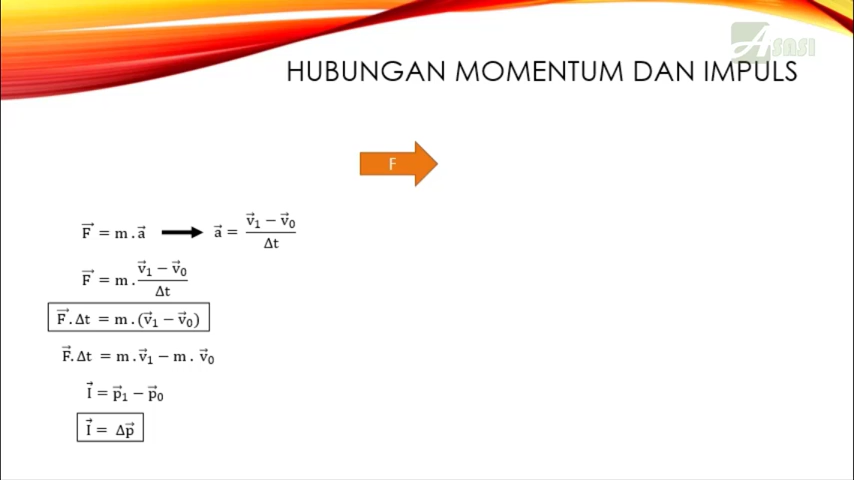 Asasi
HUBUNGAN MOMENTUM DAN IMPULS
F
F⃗ = m . a⃗ → a⃗ = (v⃗₁ − v⃗₀)/Δt
F⃗ = m . (v⃗₁ − v⃗₀)/Δt
F⃗ . Δt = m . (v⃗₁ − v⃗₀)
F⃗. Δt = m . v⃗₁ − m . v⃗₀
I⃗ = p⃗₁ − p⃗₀
I⃗ = Δp⃗